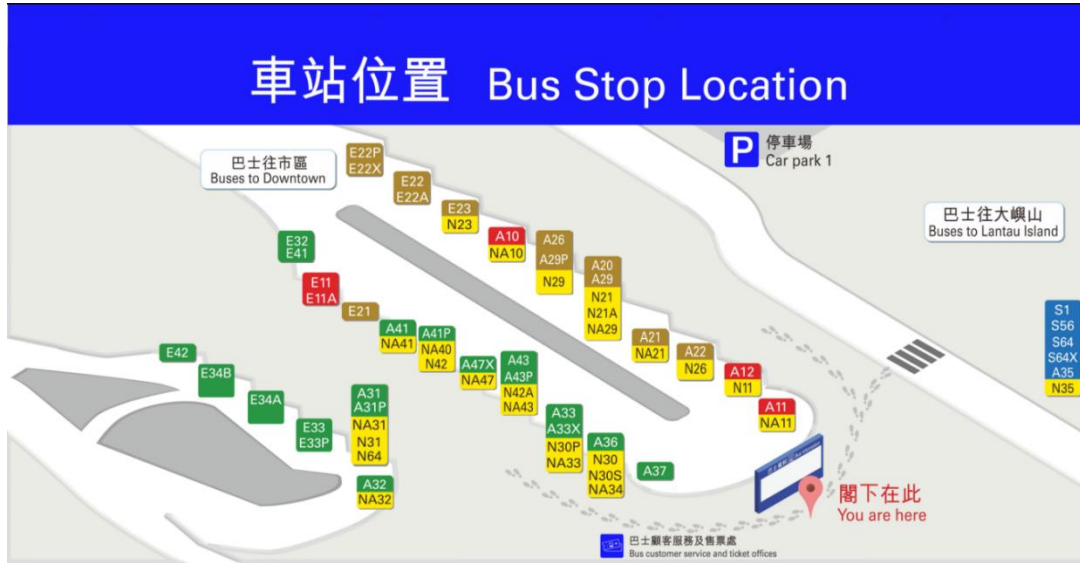 車站位置 Bus Stop Location
P 停車場
Car park 1
巴士往市區
Buses to Downtown
巴士往大嶼山
Buses to Lantau Island
E22P
E22X
E22
E22A
E23
N23
A10
NA10
A26
A29P
N29
A20
A29
N21
N21A
NA29
A21
NA21
A22
N26
A12
N11
A11
NA11
E32
E41
E11
E11A
E21
A41
NA41
A41P
NA40
N42
A47X
NA47
A43
A43P
N42A
NA43
A33
A33X
N30P
NA33
A36
N30
N30S
NA34
A37
E42
E34B
E34A
E33
E33P
A31
A31P
NA31
N31
N64
A32
NA32
S1
S56
S64
S64X
A35
N35
閣下在此
You are here
巴士顧客服務及售票處
Bus customer service and ticket offices